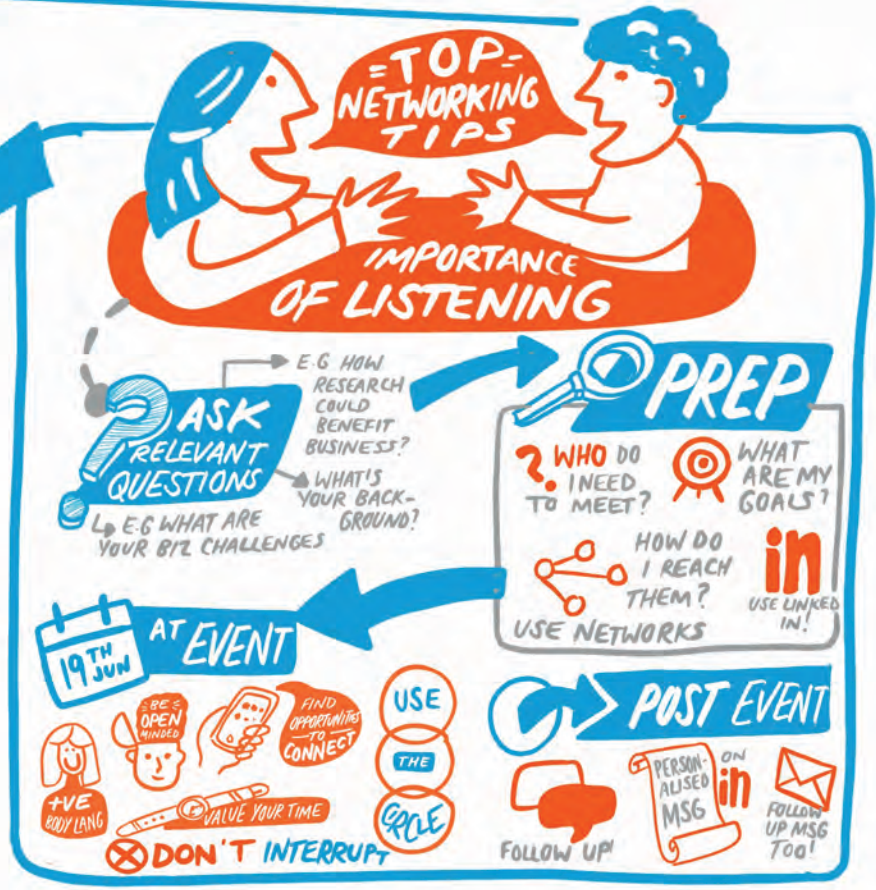 =TOP=
NETWORKING
TIPS
IMPORTANCE
OF LISTENING
ASK
RELEVANT
QUESTIONS
E.G HOW
RESEARCH
COULD
BENEFIT
BUSINESS?
WHAT'S
YOUR BACK-
GROUND?
E.G WHAT ARE
YOUR BIZ CHALLENGES
PREP
?. WHO DO
I NEED
TO MEET?
WHAT
ARE MY
GOALS?
HOW DO
I REACH
THEM?
USE NETWORKS
in
USE LINKED
IN!
AT EVENT
19TH
JUN
+VE
BODY LANG
BE
OPEN
MINDED
FIND
OPPORTUNITIES
TO
CONNECT
VALUE YOUR TIME
DON'T INTERRUPT
USE
THE
CIRCLE
POST EVENT
FOLLOW UP!
PERSON-
ALISED
MSG
ON
in
FOLLOW
UP MSG
TOO!